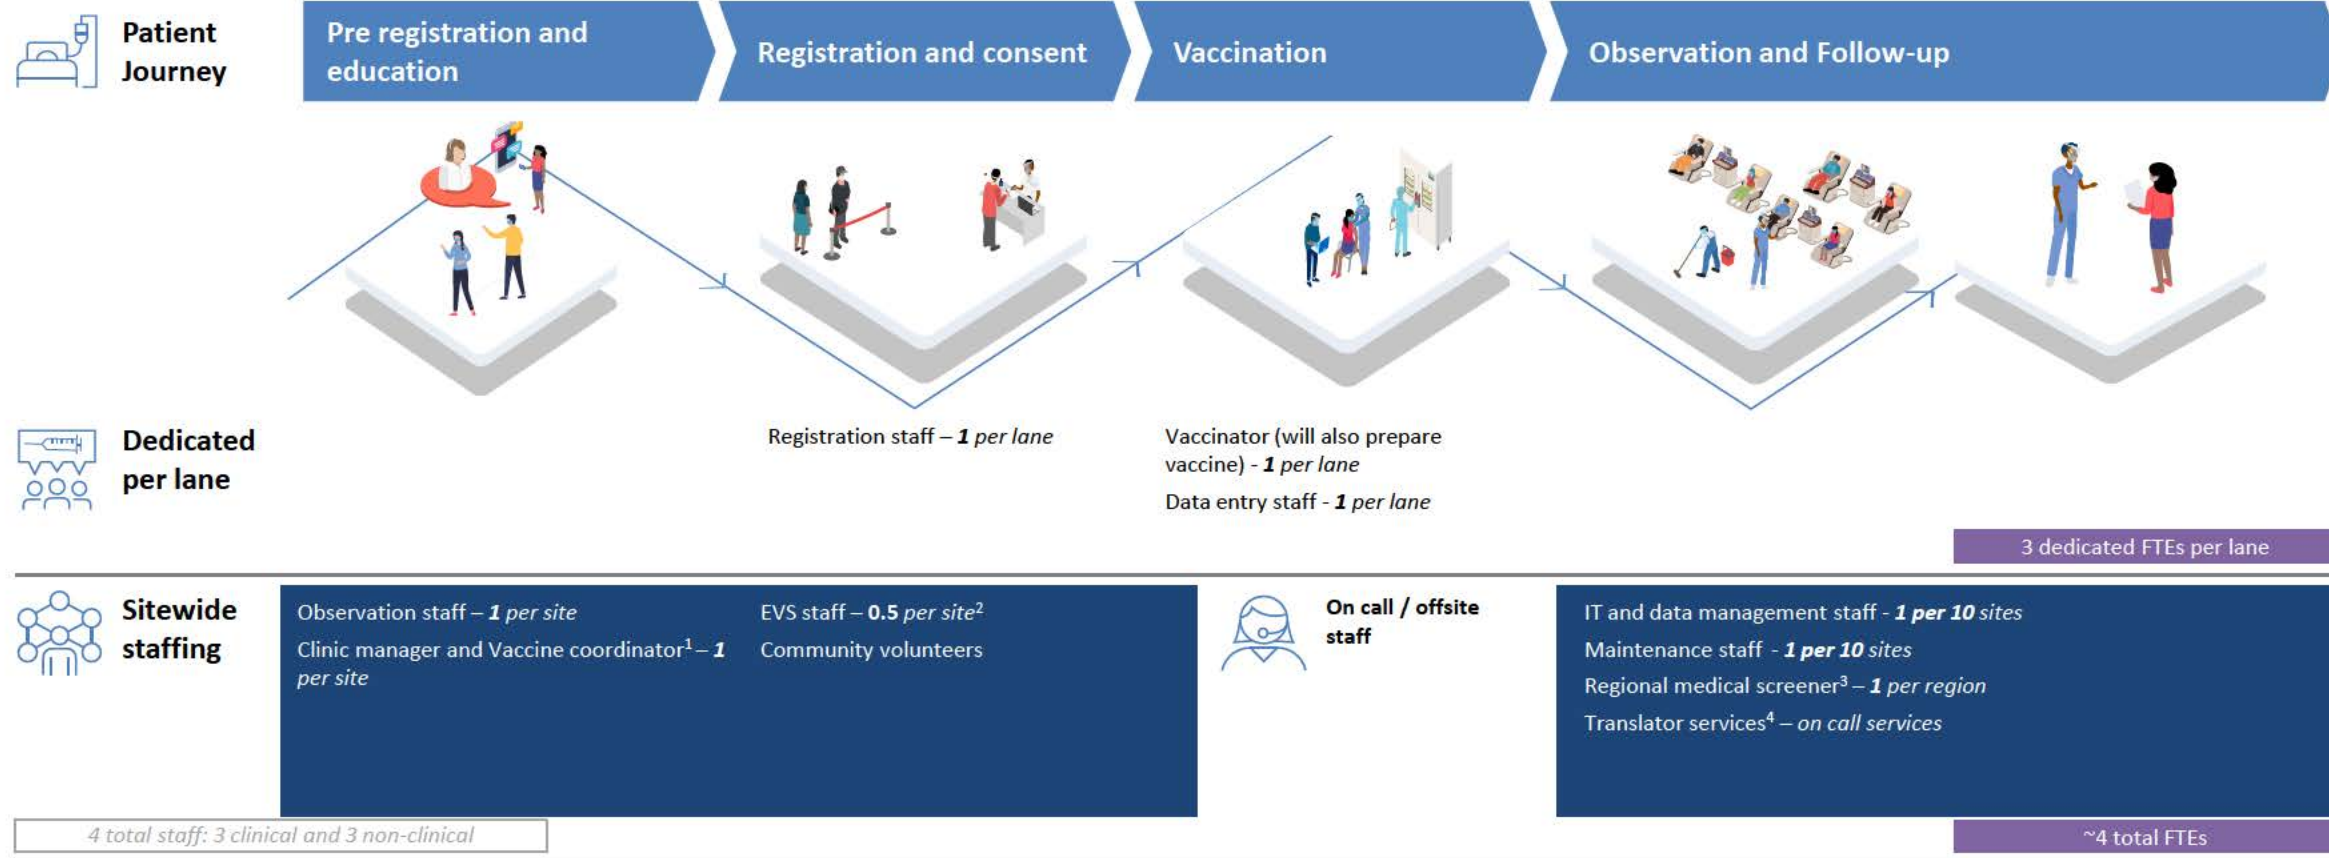 Patient
Journey
Pre registration and
education
Registration and consent
Vaccination
Observation and Follow-up
Dedicated
per lane
Registration staff – 1 per lane
Vaccinator (will also prepare
vaccine) - 1 per lane
Data entry staff - 1 per lane
3 dedicated FTEs per lane
Sitewide
staffing
Observation staff – 1 per site
Clinic manager and Vaccine coordinator¹ – 1
per site
EVS staff – 0.5 per site²
Community volunteers
On call / offsite
staff
IT and data management staff - 1 per 10 sites
Maintenance staff - 1 per 10 sites
Regional medical screener³ – 1 per region
Translator services⁴ – on call services
4 total staff: 3 clinical and 3 non-clinical
~4 total FTEs